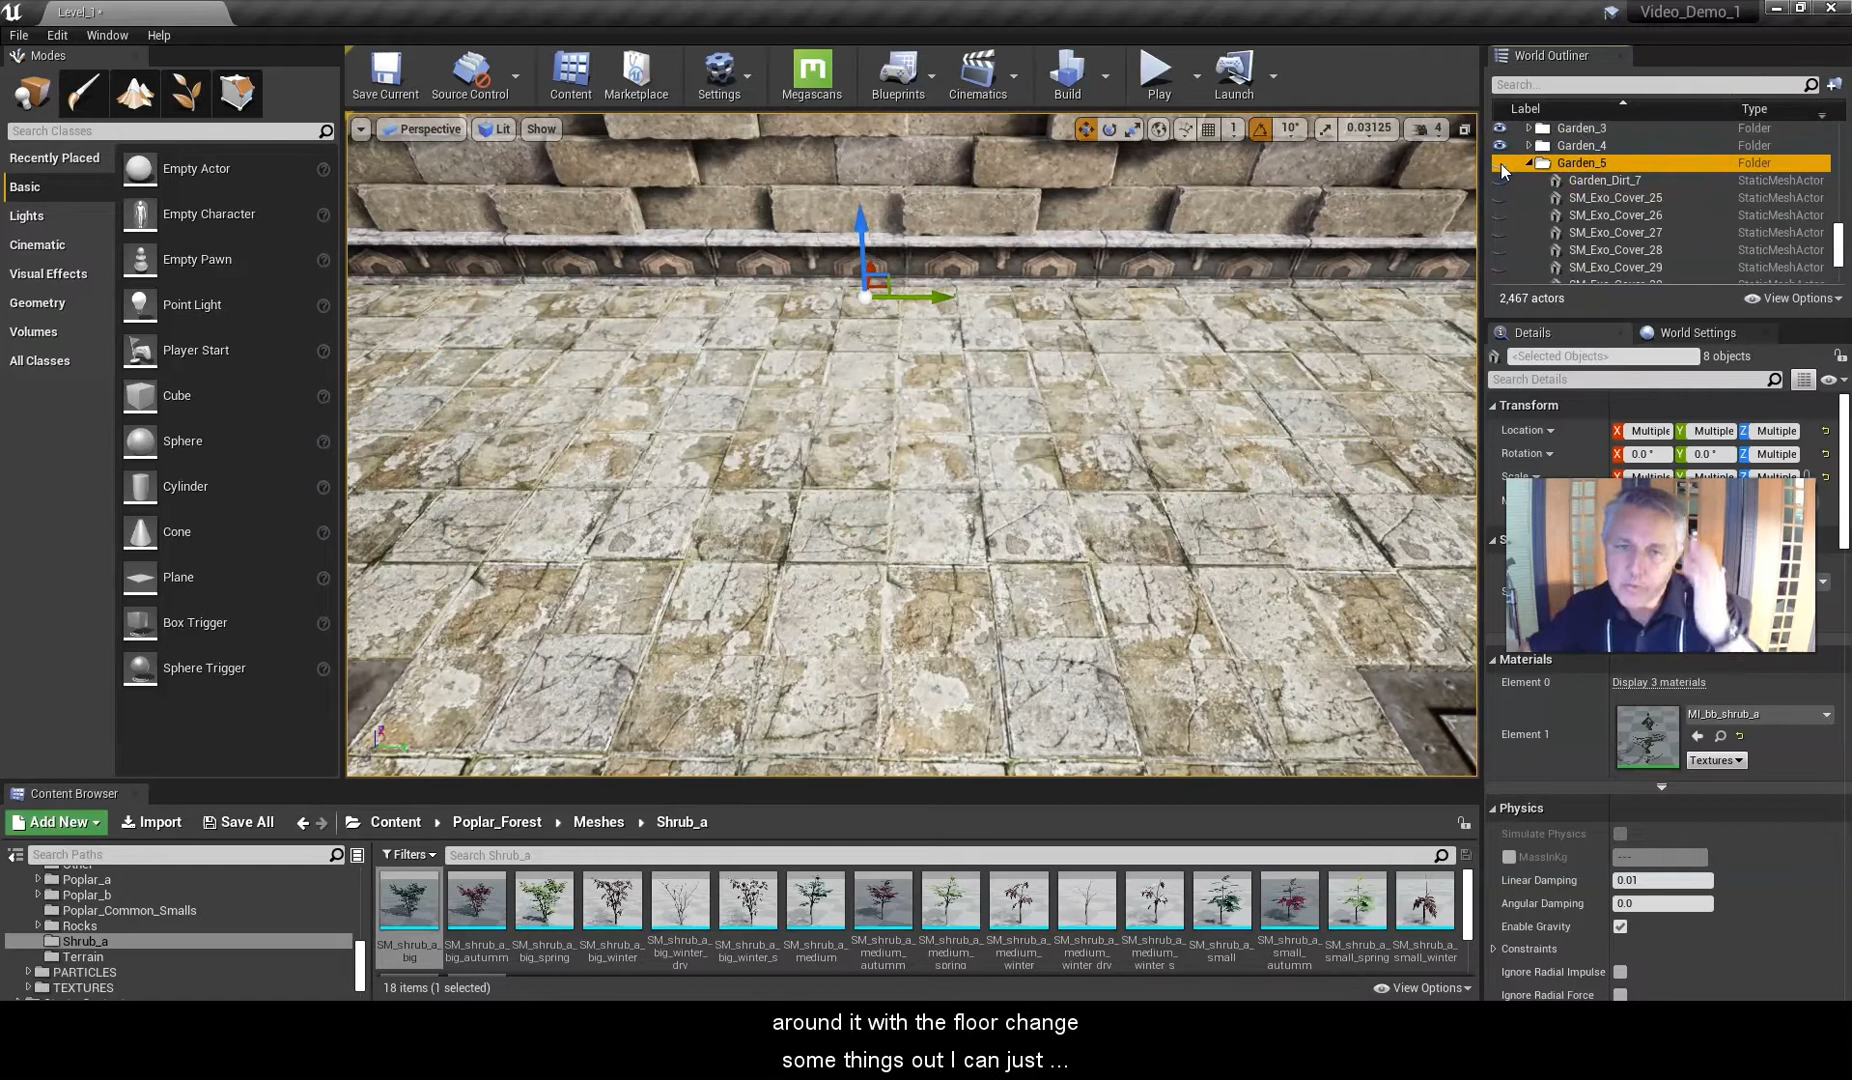 Level_1*
Video_Demo_1
File Edit Window Help
Modes
Search Classes
Recently Placed
Basic
Lights
Cinematic
Visual Effects
Geometry
Volumes
All Classes
Empty Actor
Empty Character
Empty Pawn
Point Light
Player Start
Cube
Sphere
Cylinder
Cone
Plane
Box Trigger
Sphere Trigger
Save Current Source Control Content Marketplace Settings Megascans Blueprints Cinematics Build Play Launch
Perspective Lit Show
1 10° 0.03125 4
World Outliner
Search...
Label Type
Garden_3 Folder
Garden_4 Folder
Garden_5 Folder
Garden_Dirt_7 StaticMeshActor
SM_Exo_Cover_25 StaticMeshActor
SM_Exo_Cover_26 StaticMeshActor
SM_Exo_Cover_27 StaticMeshActor
SM_Exo_Cover_28 StaticMeshActor
SM_Exo_Cover_29 StaticMeshActor
2,467 actors View Options
Details World Settings
<Selected Objects> 8 objects
Search Details
Transform
Location X Multiple Y Multiple Z Multiple
Rotation X 0.0 ° Y 0.0 ° Z Multiple
Scale
Materials
Element 0 Display 3 materials
MI_bb_shrub_a
Element 1
Textures
Physics
Simulate Physics
MassInKg ---
Linear Damping 0.01
Angular Damping 0.0
Enable Gravity
Constraints
Ignore Radial Impulse
Ignore Radial Force
Content Browser
Add New Import Save All Content Poplar_Forest Meshes Shrub_a
Search Paths
Filters Search Shrub_a
Poplar_a
Poplar_b
Poplar_Common_Smalls
Rocks
Shrub_a
Terrain
PARTICLES
TEXTURES
SM_shrub_a_big
SM_shrub_a_big_autumn
SM_shrub_a_big_spring
SM_shrub_a_big_winter
SM_shrub_a_big_winter_dry
SM_shrub_a_big_winter_s
SM_shrub_a_medium
SM_shrub_a_medium_autumn
SM_shrub_a_medium_spring
SM_shrub_a_medium_winter
SM_shrub_a_medium_winter_dry
SM_shrub_a_medium_winter_s
SM_shrub_a_small
SM_shrub_a_small_autumn
SM_shrub_a_small_spring
SM_shrub_a_small_winter
18 items (1 selected) View Options
around it with the floor change
some things out I can just ...